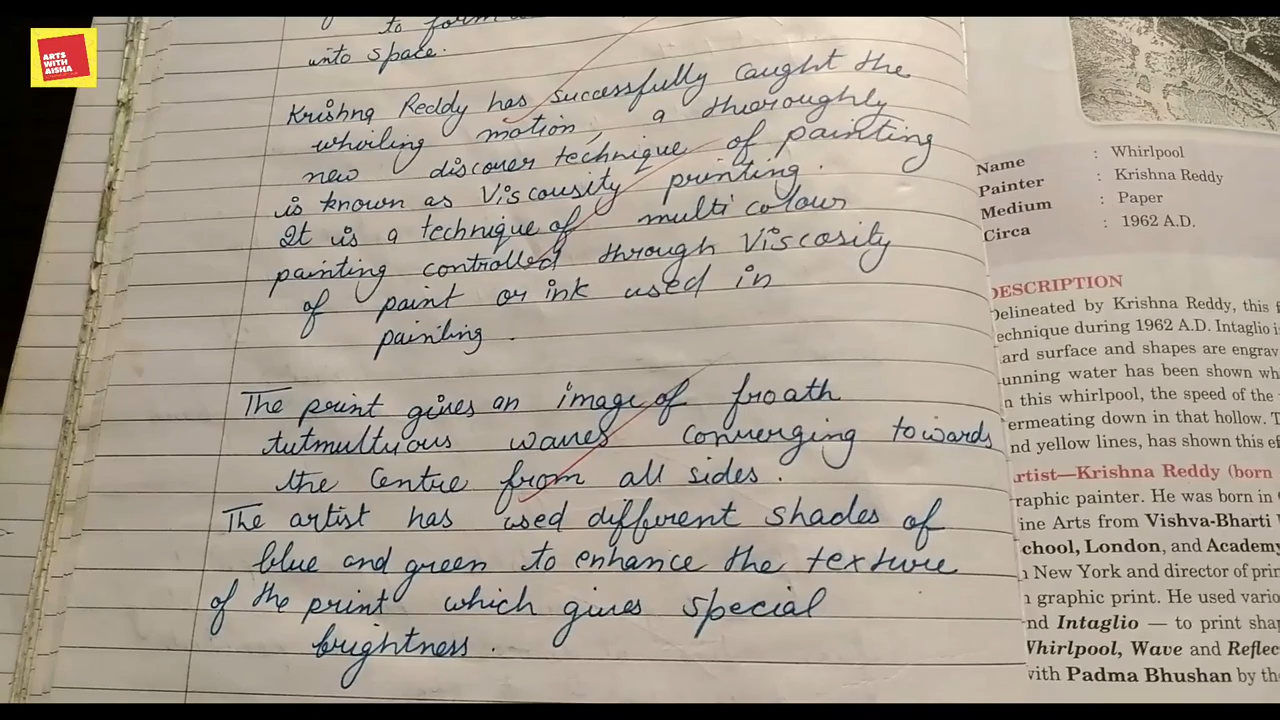 ARTS
WITH
AISHA
to form
into space.
Krishna Reddy has successfully caught the
whirling motion, a thoroughly
new discover technique of painting
is known as Viscousity printing.
It is a technique of multi colour
painting controlled through Viscosity
of paint or ink used in
painting.
The print gives an image of froath
tutmultuous waves converging towards
the Centre from all sides.
The artist has used different shades of
blue and green to enhance the texture
of the print which gives special
brightness.
Name : Whirlpool
Painter : Krishna Reddy
Medium : Paper
Circa : 1962 A.D.
DESCRIPTION
Delineated by Krishna Reddy, this
echnique during 1962 A.D. Intaglio i
ard surface and shapes are engrav
unning water has been shown wh
n this whirlpool, the speed of the
ermeating down in that hollow. T
nd yellow lines, has shown this ef
rtist—Krishna Reddy (born
raphic painter. He was born in
ine Arts from Vishva-Bharti
chool, London, and Academy
n New York and director of prin
n graphic print. He used vario
nd Intaglio — to print sha
Whirlpool, Wave and Reflec
with Padma Bhushan by the